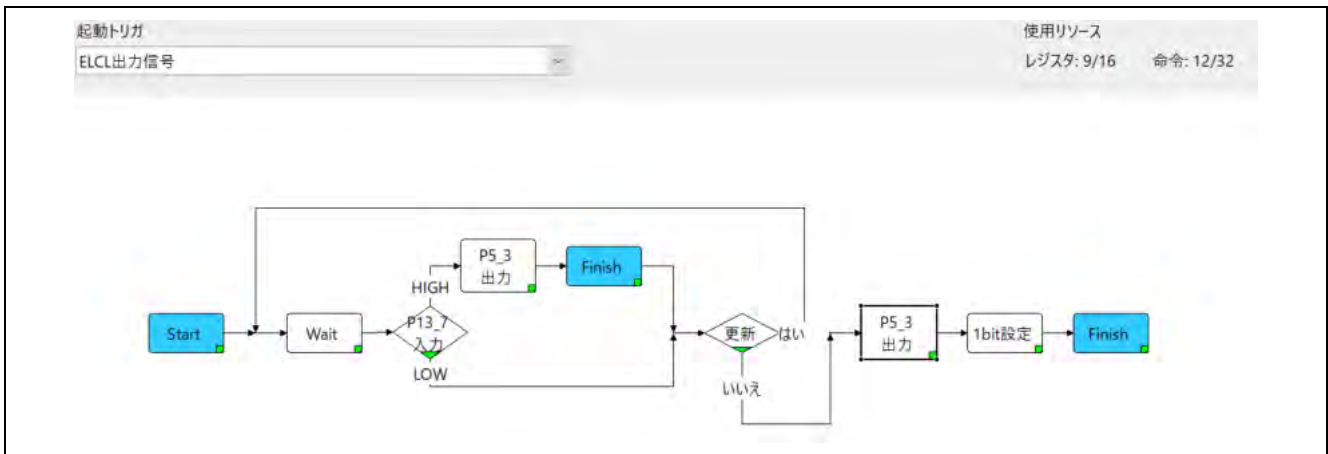 起動トリガ
使用リソース
ELCL出力信号
レジスタ: 9/16 命令: 12/32
P5_3
出力
Finish
HIGH
Start
Wait
P13_7
入力
LOW
更新
はい
いいえ
P5_3
出力
1bit設定
Finish